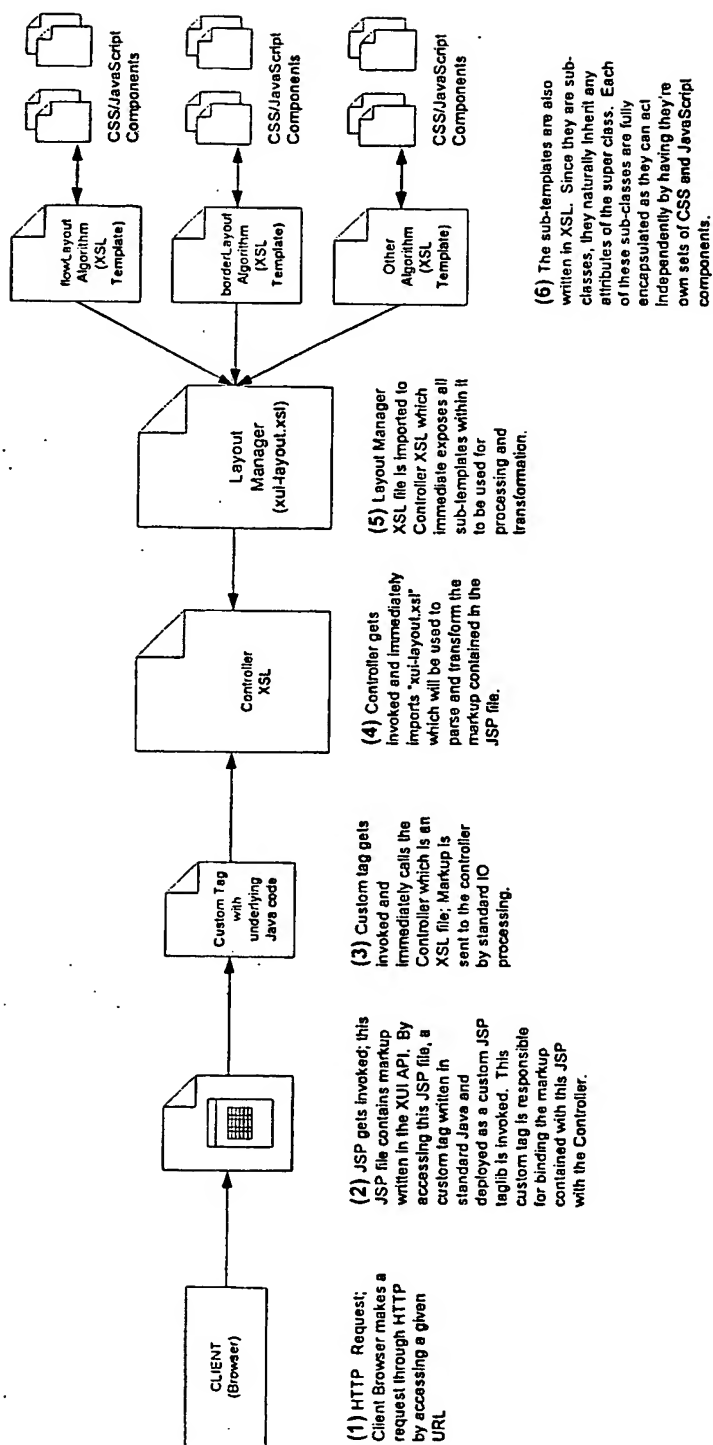 CLIENT
(Browser)
(1) HTTP Request;
Client Browser makes a
request through HTTP
by accessing a given
URL
(2) JSP gets invoked; this
JSP file contains markup
written in the XUI API. By
accessing this JSP file, a
custom tag written in
standard Java and
deployed as a custom JSP
taglib is invoked. This
custom tag is responsible
for binding the markup
contained with this JSP
with the Controller.
Custom Tag
with
underlying
Java code
(3) Custom tag gets
invoked and
immediately calls the
Controller which is an
XSL file; Markup is
sent to the controller
by standard IO
processing.
Controller
XSL
(4) Controller gets
invoked and immediately
imports "xui-layout.xsl"
which will be used to
parse and transform the
markup contained in the
JSP file.
Layout
Manager
(xui-layout.xsl)
(5) Layout Manager
XSL file is imported to
Controller XSL which
immediate exposes all
sub-templates within it
to be used for
processing and
transformation.
flowLayout
Algorithm
(XSL
Template)
CSS/JavaScript
Components
borderLayout
Algorithm
(XSL
Template)
CSS/JavaScript
Components
Other
Algorithm
(XSL
Template)
CSS/JavaScript
Components
(6) The sub-templates are also
written in XSL. Since they are sub-
classes, they naturally inherit any
attributes of the super class. Each
of these sub-classes are fully
encapsulated as they can act
Independently by having they're
own sets of CSS and JavaScript
components.